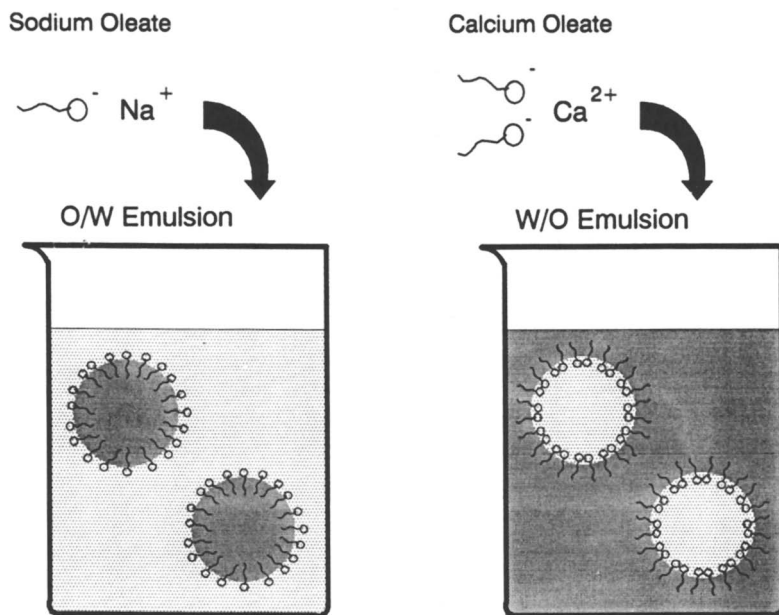 Sodium Oleate
- Na+
O/W Emulsion
Calcium Oleate
-
- Ca2+
W/O Emulsion